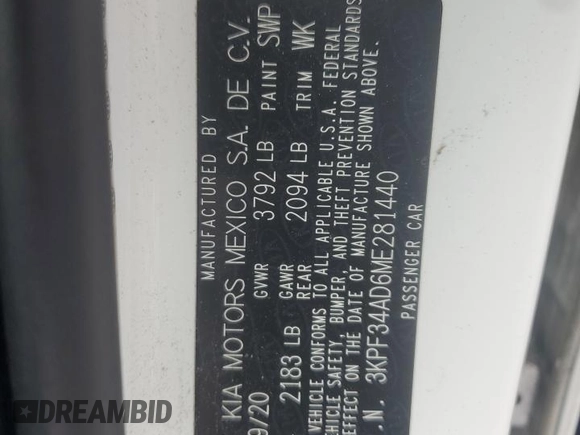 MANUFACTURED BY
KIA MOTORS MEXICO S.A. DE C.V.
9/20 GVWR 3792 LB PAINT SWP
2183 LB GAWR REAR 2094 LB TRIM WK
VEHICLE CONFORMS TO ALL APPLICABLE U.S.A. FEDERAL
VEHICLE SAFETY, BUMPER, AND THEFT PREVENTION STANDARDS
EFFECT ON THE DATE OF MANUFACTURE SHOWN ABOVE.
.N. 3KPF34AD6ME281440
PASSENGER CAR
DREAMBID